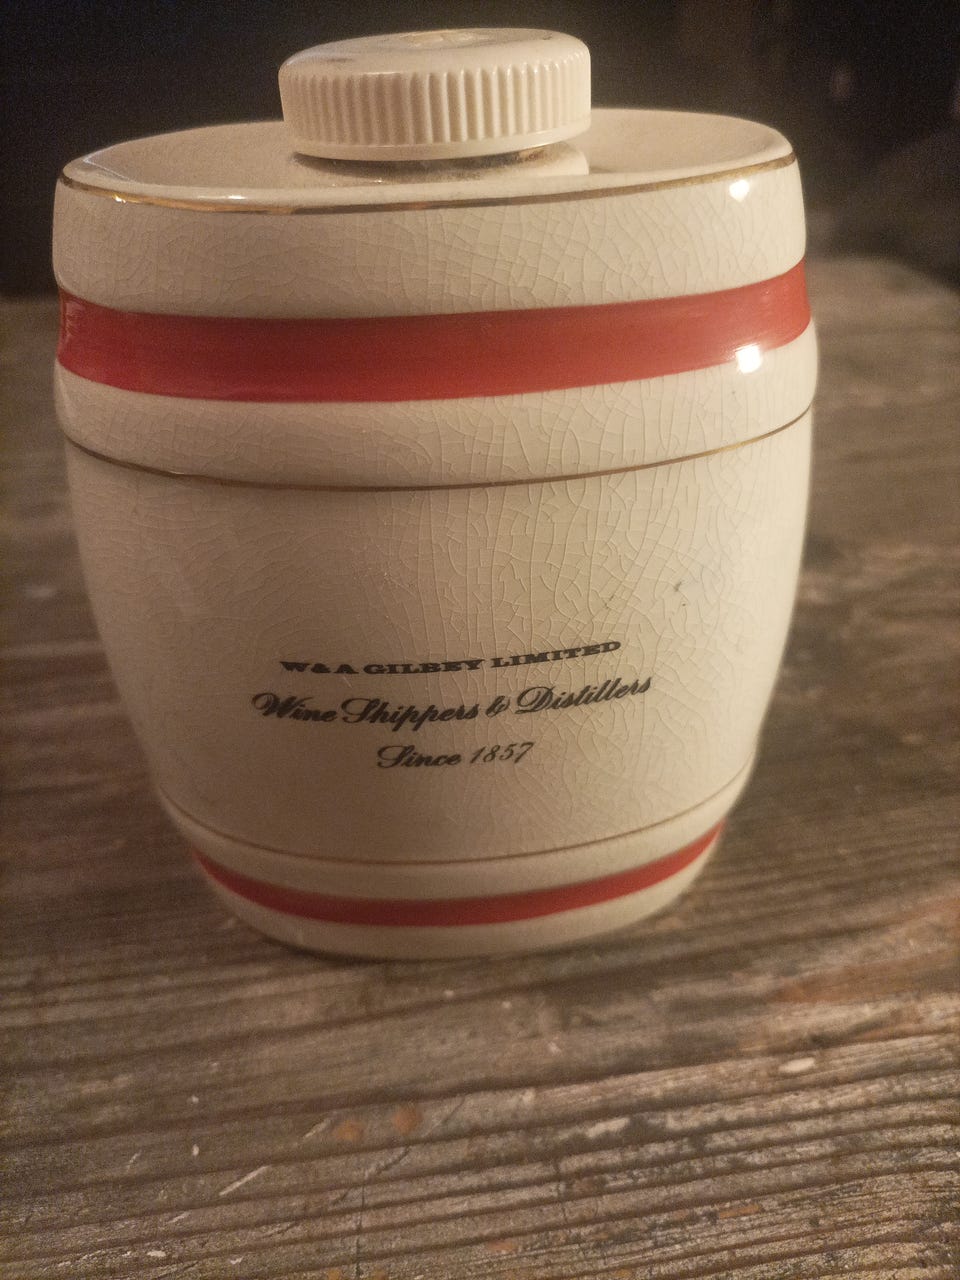 W&A GILBEY LIMITED
Wine Shippers & Distillers
Since 1857